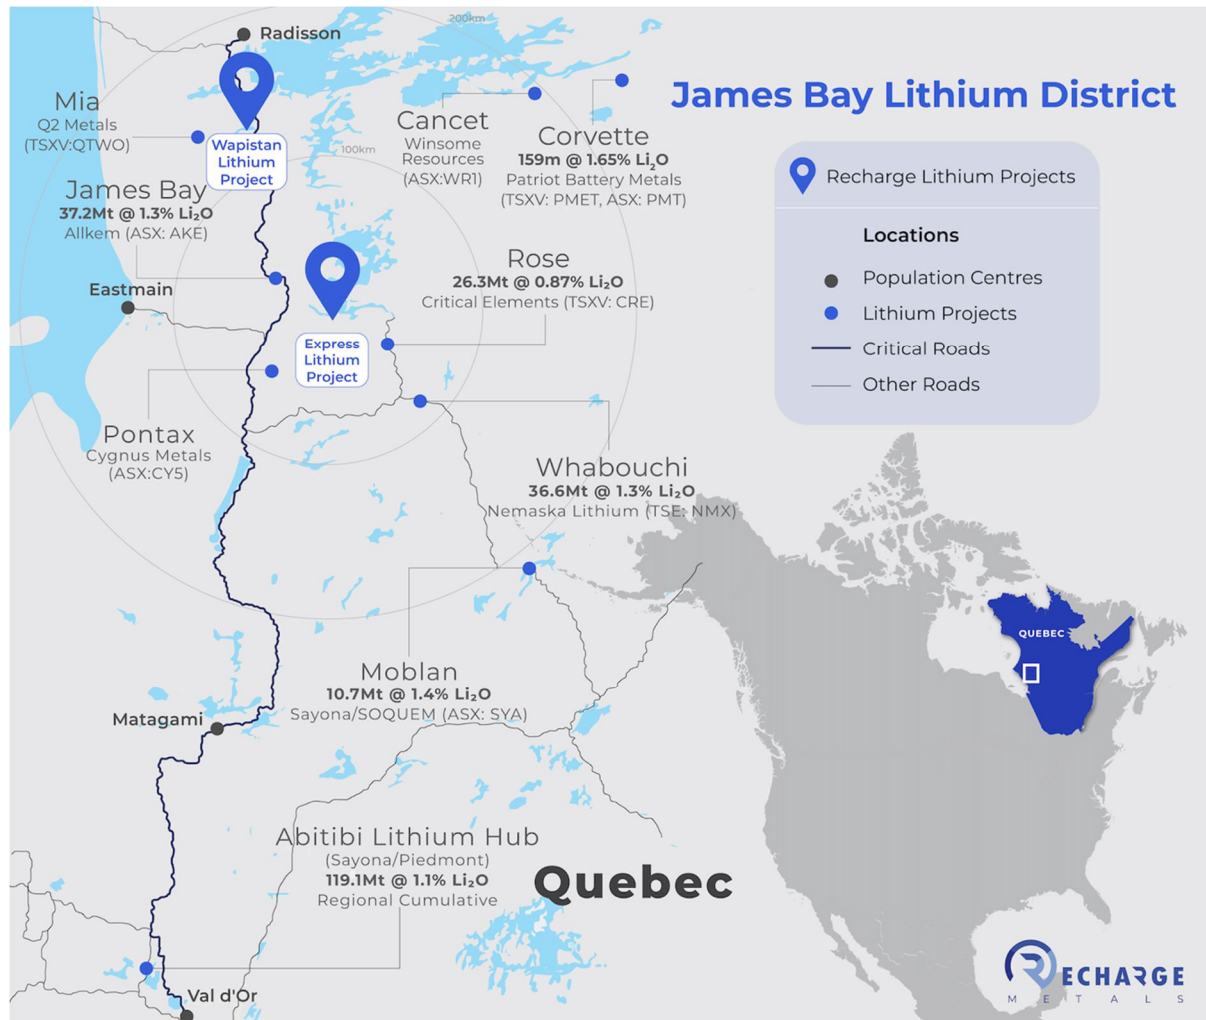 200km
Radisson
James Bay Lithium District
Mia
Q2 Metals
(TSXV:QTWO)
Cancet
Winsome
Resources
(ASX:WR1)
Corvette
159m @ 1.65% Li₂O
Patriot Battery Metals
(TSXV: PMET, ASX: PMT)
Wapistan
Lithium
Project
100km
Recharge Lithium Projects
James Bay
37.2Mt @ 1.3% Li₂O
Allkem (ASX: AKE)
Locations
Population Centres
Lithium Projects
Critical Roads
Other Roads
Rose
26.3Mt @ 0.87% Li₂O
Critical Elements (TSXV: CRE)
Eastmain
Express
Lithium
Project
Pontax
Cygnus Metals
(ASX:CY5)
Whabouchi
36.6Mt @ 1.3% Li₂O
Nemaska Lithium (TSE: NMX)
QUEBEC
Moblan
10.7Mt @ 1.4% Li₂O
Sayona/SOQUEM (ASX: SYA)
Matagami
Abitibi Lithium Hub
(Sayona/Piedmont)
119.1Mt @ 1.1% Li₂O
Regional Cumulative
Quebec
Val d'Or
RECHARGE
METALS